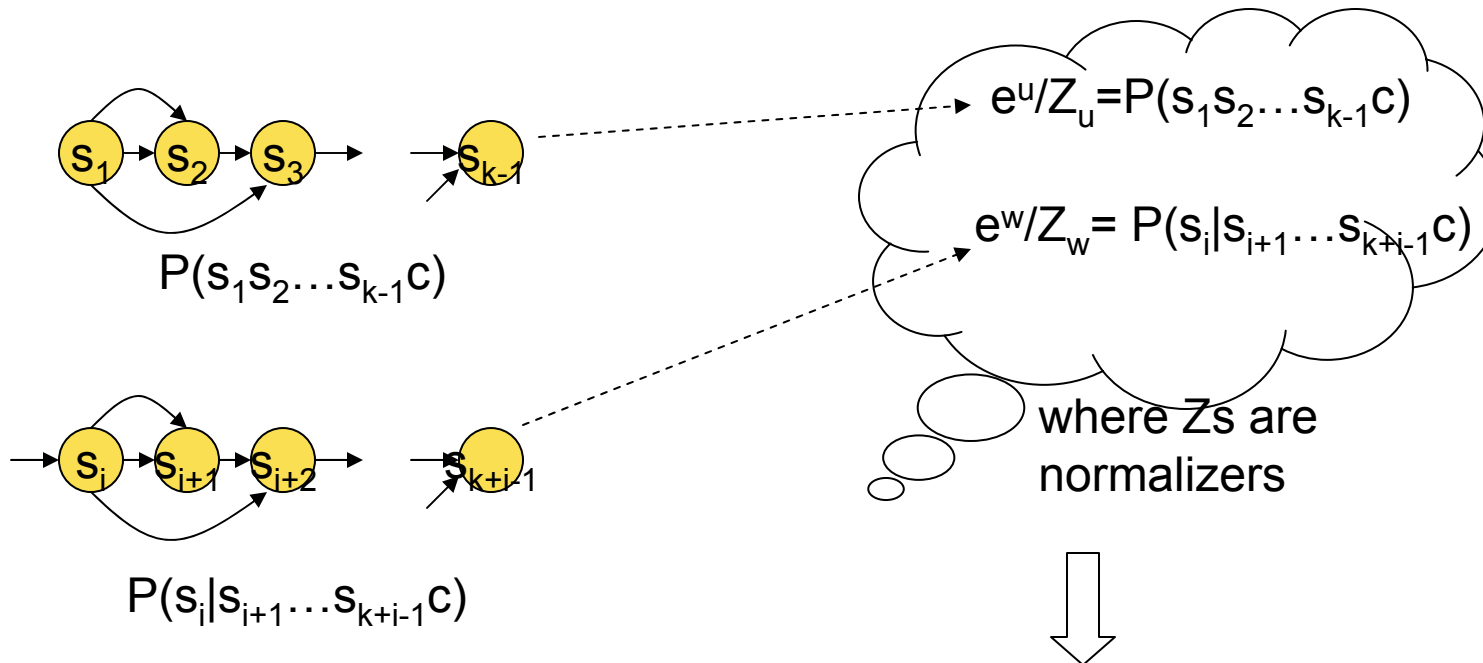 s₁ s₂ s₃ sₖ₋₁
P(s₁s₂…sₖ₋₁c)
eᵘ/Zᵤ=P(s₁s₂…sₖ₋₁c)
eʷ/Z_w= P(sᵢ|sᵢ₊₁…sₖ₊ᵢ₋₁c)
sᵢ sᵢ₊₁ sᵢ₊₂ sₖ₊ᵢ₋₁
P(sᵢ|sᵢ₊₁…sₖ₊ᵢ₋₁c)
where Zs are
normalizers